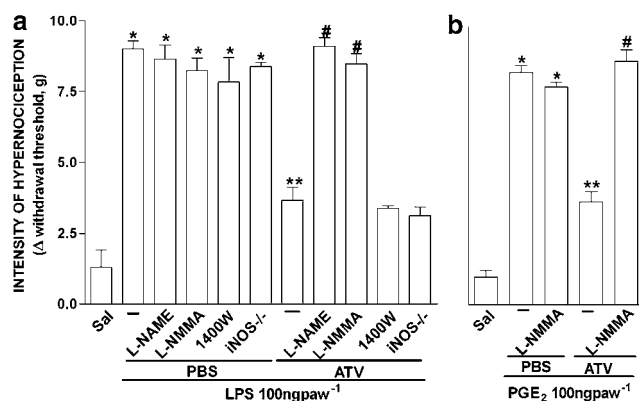 a
b
INTENSITY OF HYPERNOCICEPTION
(Δ withdrawal threshold, g)
10.0
7.5
5.0
2.5
0.0
* * * * * ** # #
* * ** #
Sal – L-NAME L-NMMA 1400W iNOS-/- – L-NAME L-NMMA 1400W iNOS-/-
PBS ATV
LPS 100ngpaw⁻¹
Sal – L-NMMA – L-NMMA
PBS ATV
PGE₂ 100ngpaw⁻¹